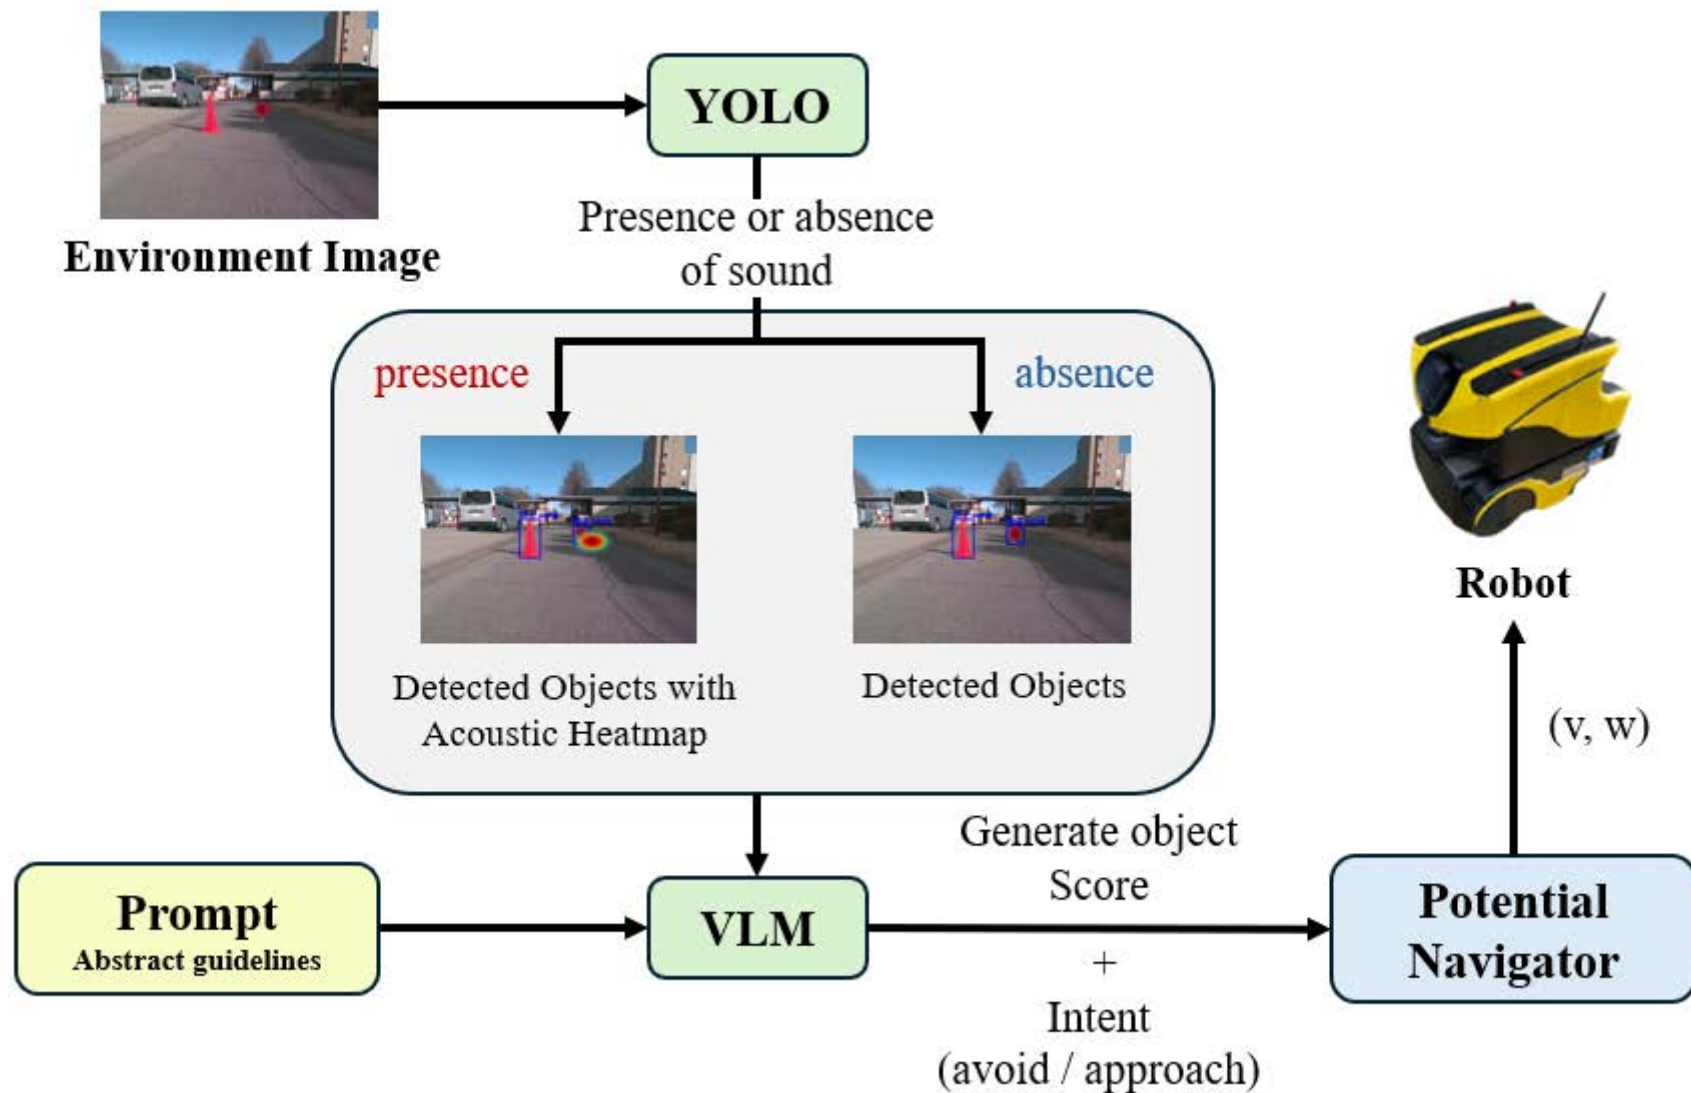 YOLO
Environment Image
Presence or absence
of sound
presence
absence
Detected Objects with
Acoustic Heatmap
Detected Objects
Robot
(v, w)
Generate object
Score
+
Intent
(avoid / approach)
Prompt
Abstract guidelines
VLM
Potential
Navigator